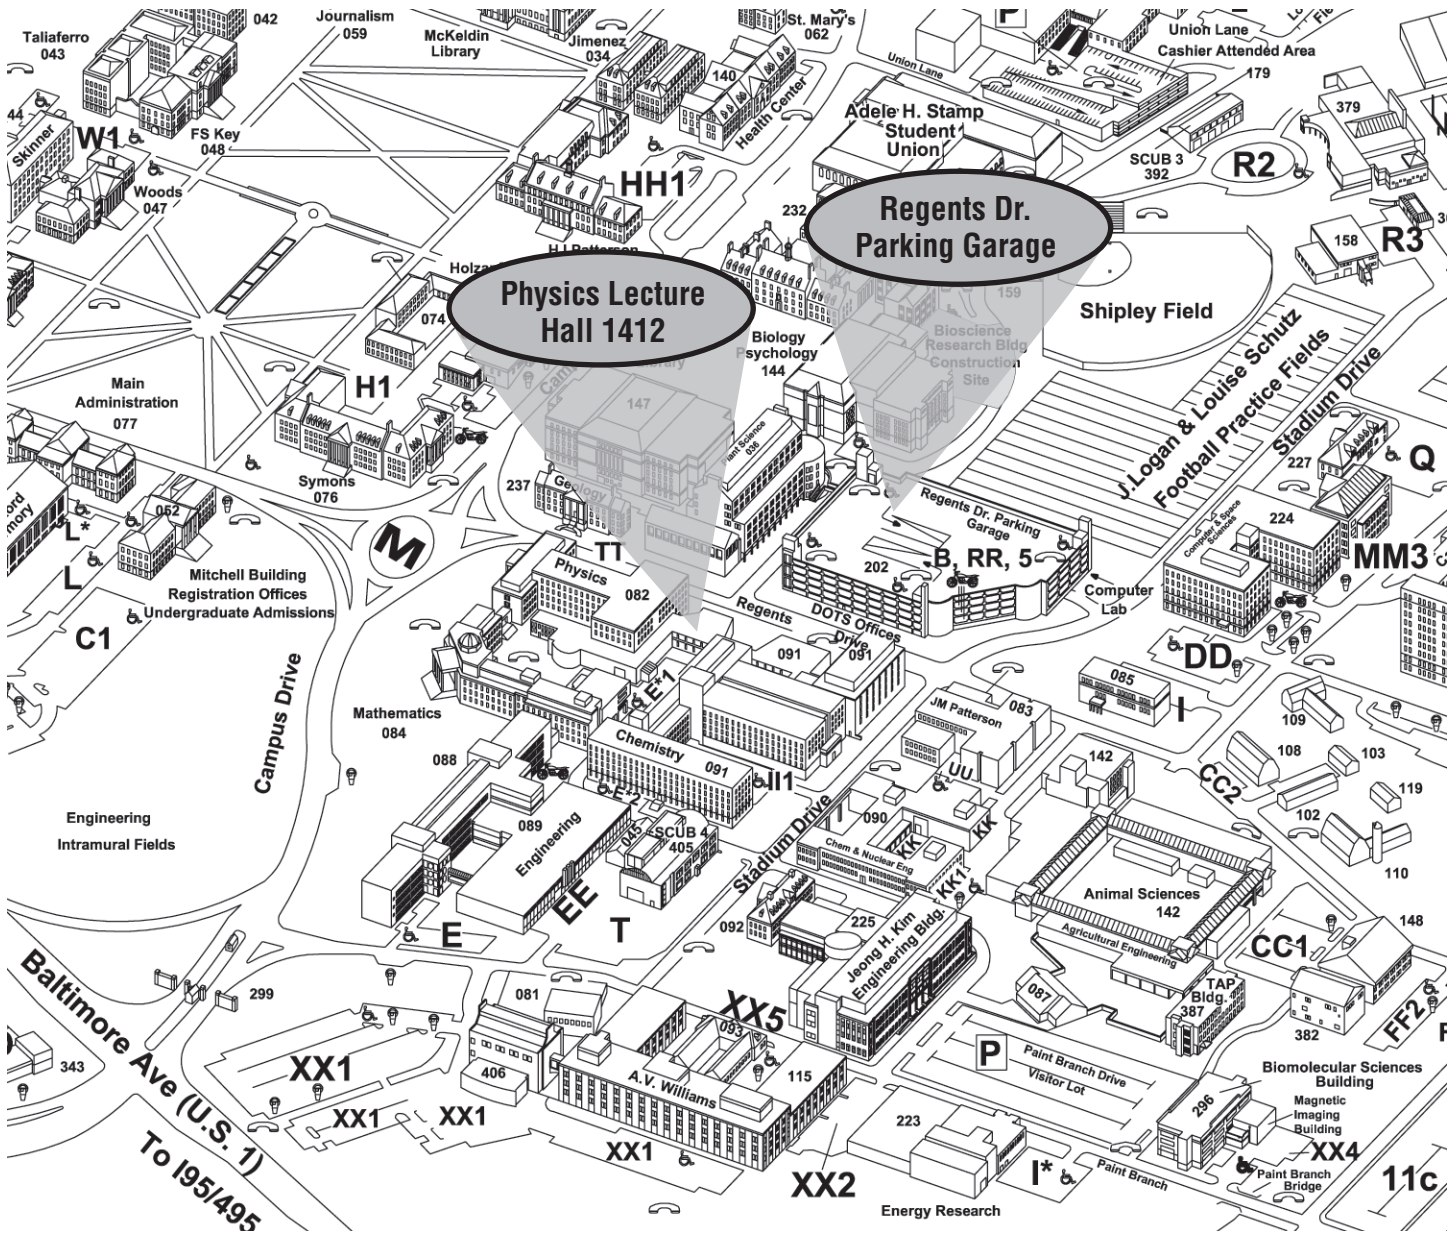 Taliaferro
043
042
Journalism
059
McKeldin
Library
Jimenez
034
St. Mary's
062
P
Union Lane
Cashier Attended Area
179
Union Lane
140
Health Center
379
44
Skinner
W1
FS Key
048
Woods
047
HH1
Adele H. Stamp
Student
Union
SCUB 3
392
R2
232
R3
158
Regents Dr.
Parking Garage
159
Shipley Field
Physics Lecture
Hall 1412
074
Biology
Psychology
144
Bioscience
Research Bldg
Construction
Site
J.Logan & Louise Schutz
Football Practice Fields
Stadium Drive
Main
Administration
077
H1
147
036
Symons
076
237
Geology
227
Q
052
L*
L
M
TT
Regents Dr. Parking
Garage
202
B, RR, 5
Computer & Space
Sciences
224
MM3
Mitchell Building
Registration Offices
Undergraduate Admissions
Physics
082
Computer
Lab
DOTS Offices
Regents
Drive
C1
091
091
E*1
DD
085
I
Campus Drive
Mathematics
084
JM Patterson
083
109
088
Chemistry
091
II1
UU
142
108
103
CC2
119
102
E*2
Engineering
Intramural Fields
089
Engineering
045
SCUB 4
405
Stadium Drive
090
KK
KK
Chem & Nuclear Eng
KK1
110
Animal Sciences
142
EE
E
T
092
225
Jeong H. Kim
Engineering Bldg.
Agricultural Engineering
CC1
148
Baltimore Ave (U.S. 1)
299
081
XX5
093
087
TAP
Bldg.
387
382
FF2
343
XX1
406
A.V. Williams
115
P
Paint Branch Drive
Visitor Lot
Biomolecular Sciences
Building
296
Magnetic
Imaging
Building
XX1
XX1
XX1
223
XX4
To I95/495
XX2
I*
Paint Branch
Paint Branch
Bridge
11c
Energy Research